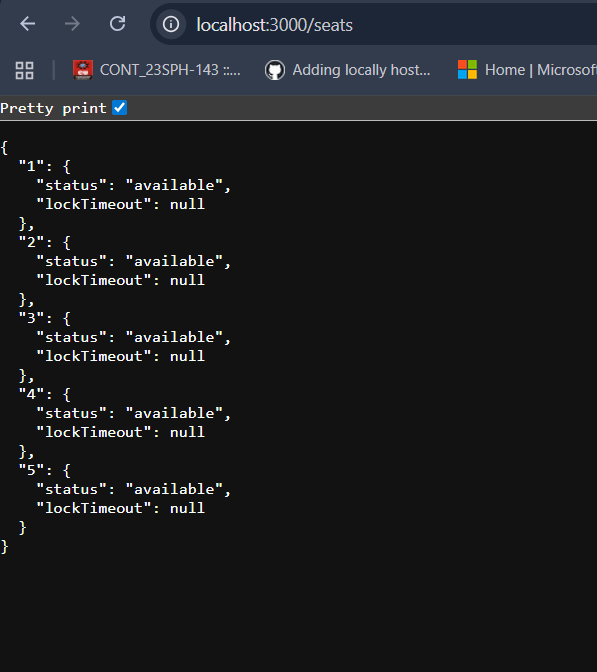 localhost:3000/seats
CONT_23SPH-143 ::... Adding locally host... Home | Microsoft
Pretty print
{
  "1": {
    "status": "available",
    "lockTimeout": null
  },
  "2": {
    "status": "available",
    "lockTimeout": null
  },
  "3": {
    "status": "available",
    "lockTimeout": null
  },
  "4": {
    "status": "available",
    "lockTimeout": null
  },
  "5": {
    "status": "available",
    "lockTimeout": null
  }
}